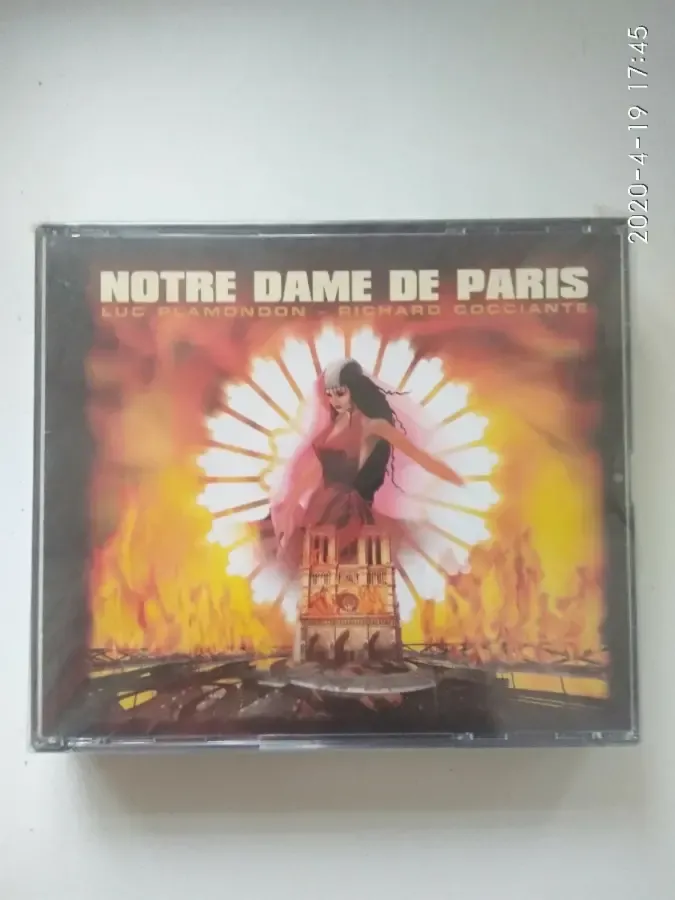 NOTRE DAME DE PARIS
LUC PLAMONDON - RICHARD COCCIANTE
2020-4-19 17:45